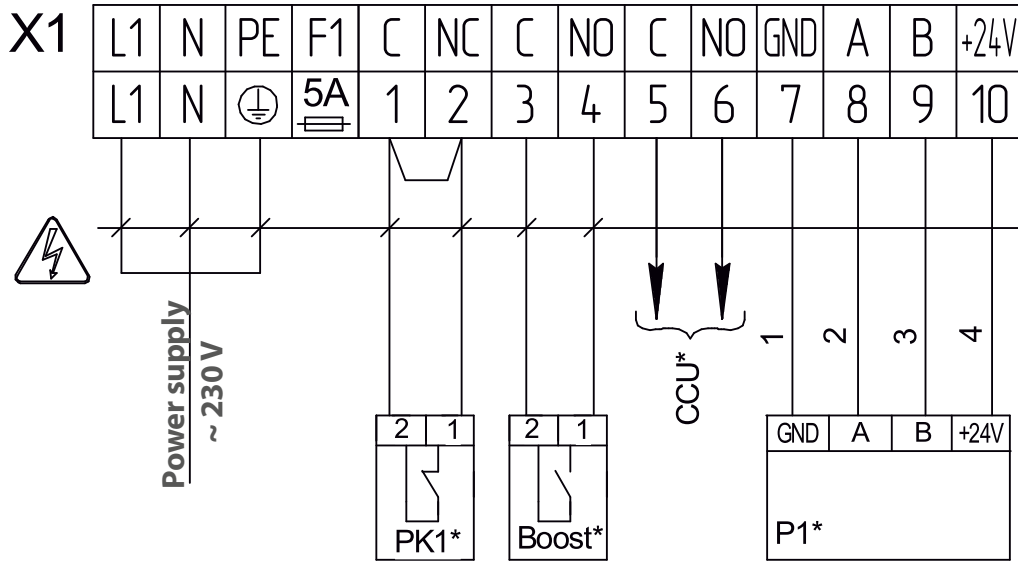 X1 L1 N PE F1 C NC C NO C NO GND A B +24V
L1 N 5A 1 2 3 4 5 6 7 8 9 10
Power supply
~ 230 V
CCU*
1 2 3 4
2 1
PK1*
2 1
Boost*
GND A B +24V
P1*